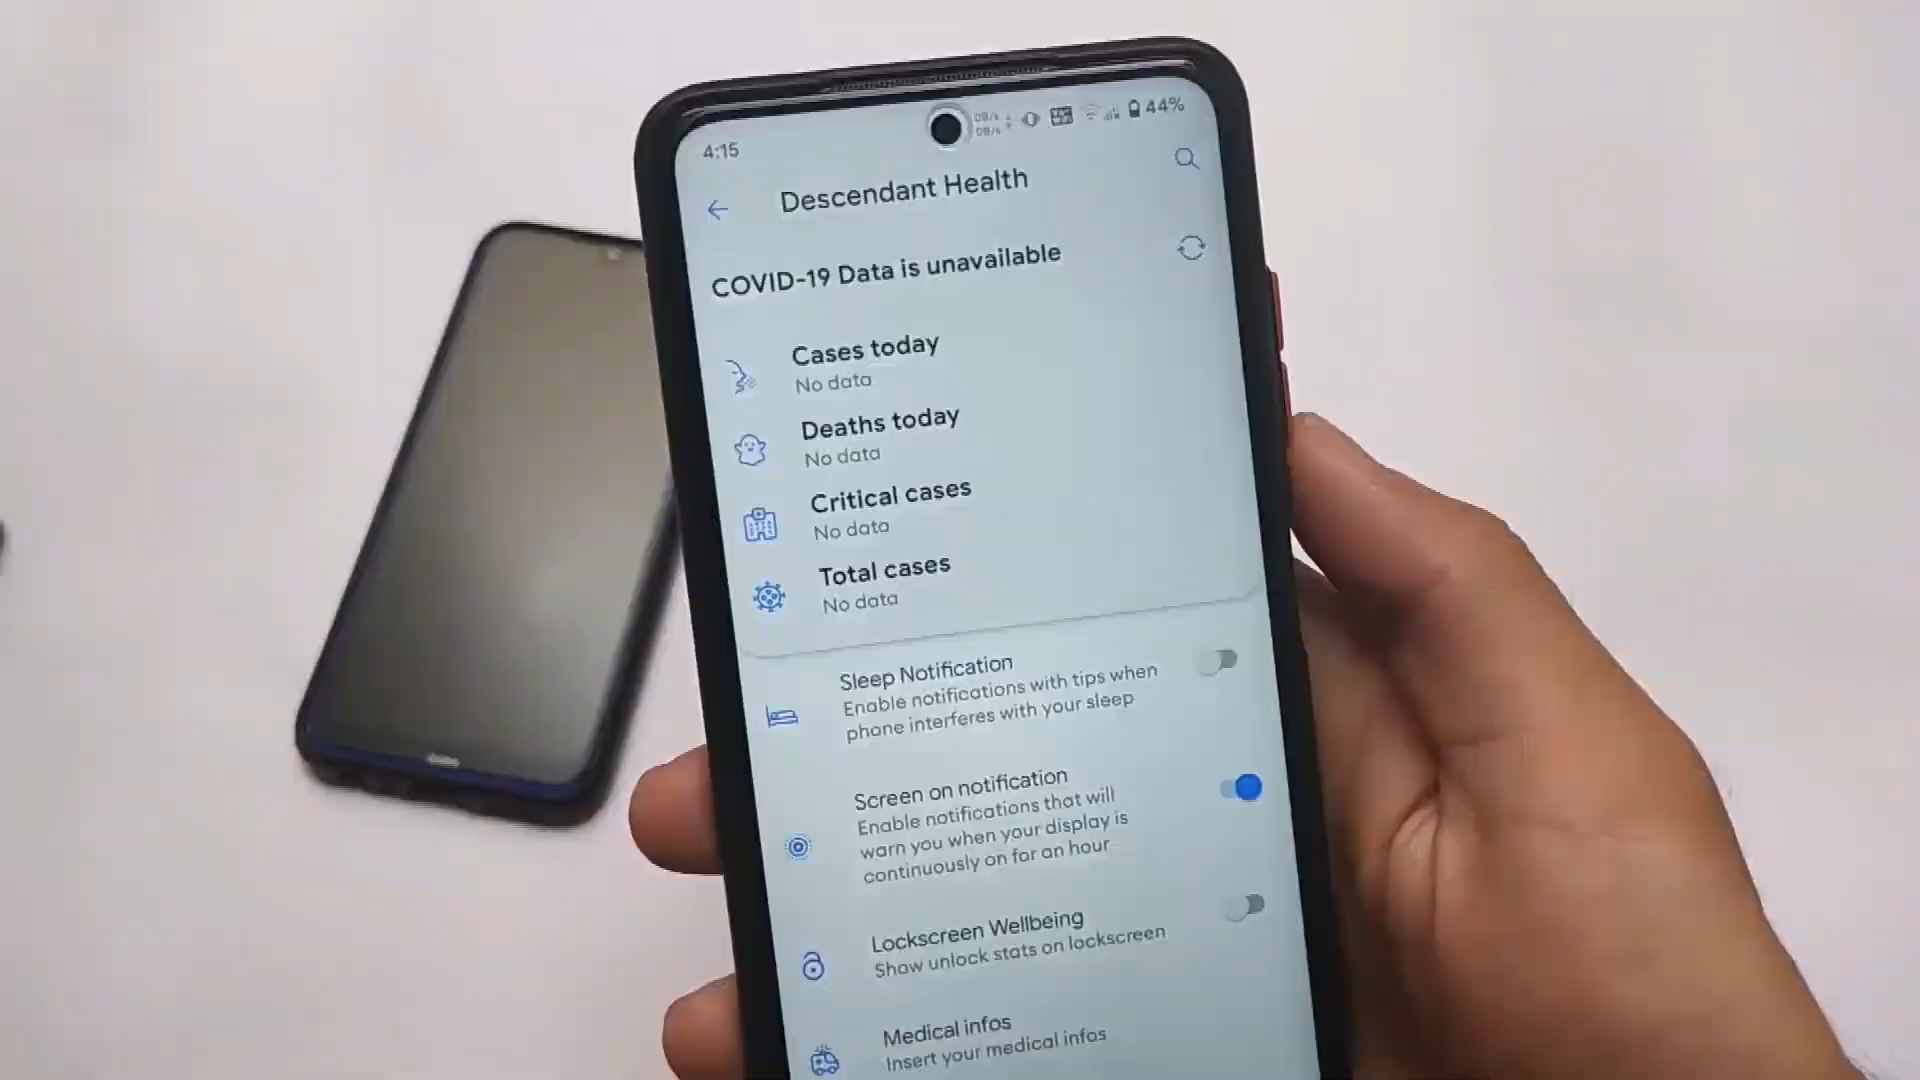 4:15
44%
Descendant Health
COVID-19 Data is unavailable
Cases today
No data
Deaths today
No data
Critical cases
No data
Total cases
No data
Sleep Notification
Enable notifications with tips when
phone interferes with your sleep
Screen on notification
Enable notifications that will
warn you when your display is
continuously on for an hour
Lockscreen Wellbeing
Show unlock stats on lockscreen
Medical infos
Insert your medical infos